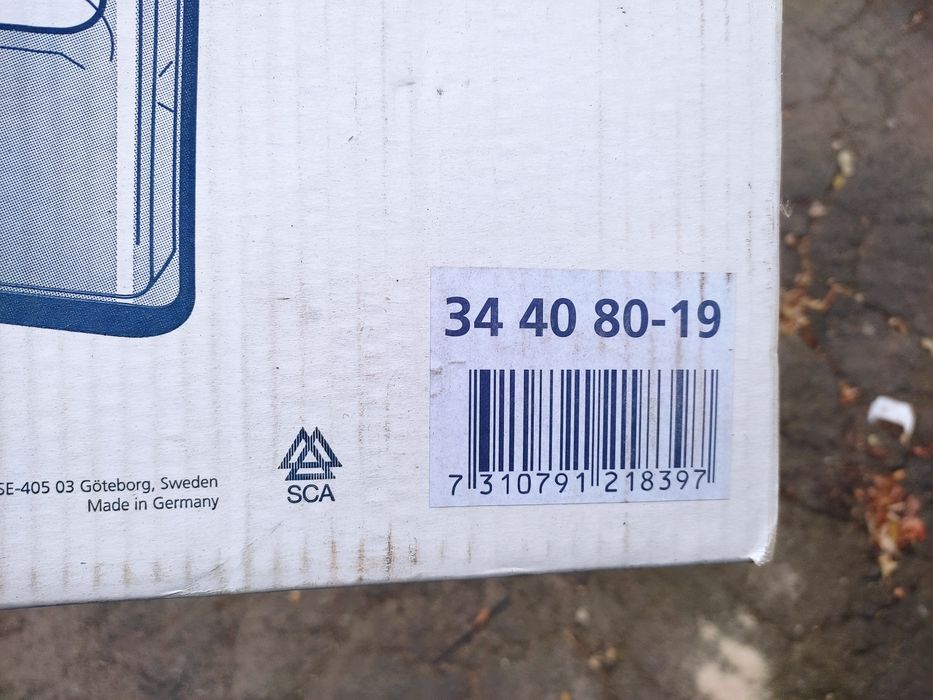 34 40 80-19
7 310791 218397
SE-405 03 Göteborg, Sweden
Made in Germany
SCA